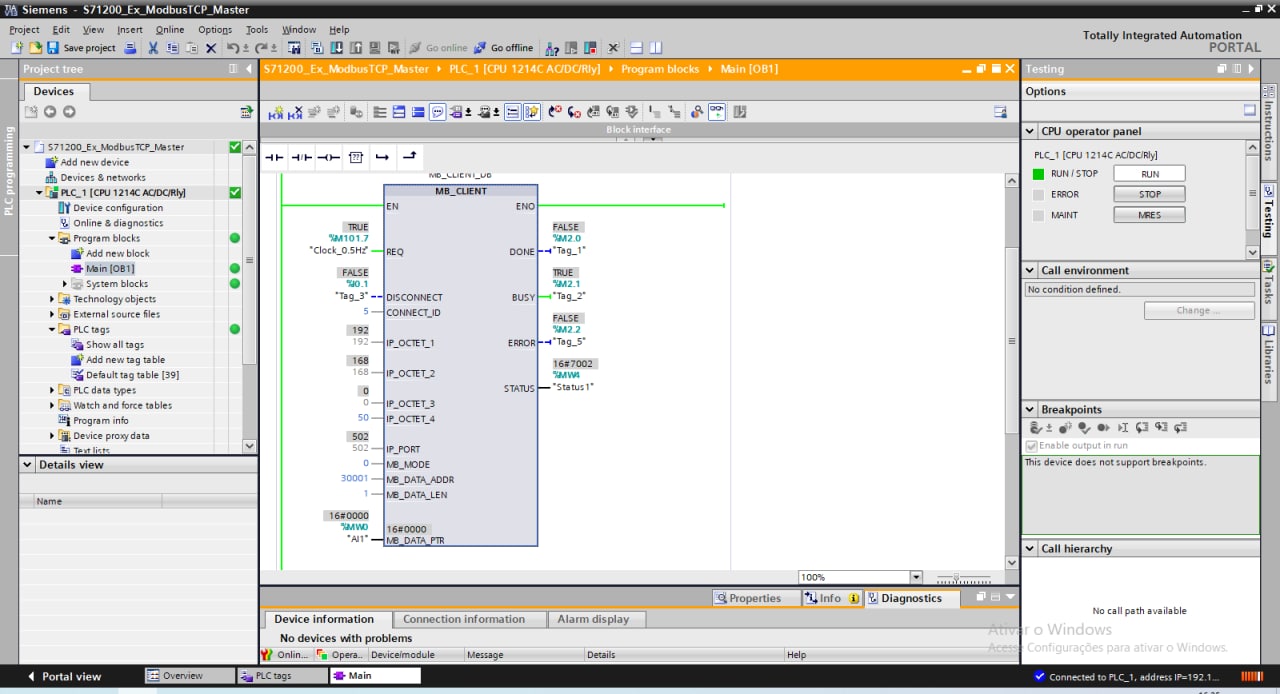 Siemens - S71200_Ex_ModbusTCP_Master
Project Edit View Insert Online Options Tools Window Help
Save project
Go online Go offline
Totally Integrated Automation
PORTAL
Project tree
S71200_Ex_ModbusTCP_Master PLC_1 [CPU 1214C AC/DC/Rly] Program blocks Main [OB1]
Testing
Devices
Options
PLC programming
Block interface
S71200_Ex_ModbusTCP_Master
Add new device
Devices & networks
PLC_1 [CPU 1214C AC/DC/Rly]
Device configuration
Online & diagnostics
Program blocks
Add new block
Main [OB1]
System blocks
Technology objects
External source files
PLC tags
Show all tags
Add new tag table
Default tag table [39]
PLC data types
Watch and force tables
Program info
Device proxy data
Text lists
Details view
Name
MB_CLIENT_DB
MB_CLIENT
EN ENO
TRUE
%M101.7
"Clock_0.5Hz" REQ
FALSE
%I0.1
"Tag_3" DISCONNECT
5 CONNECT_ID
192
192 IP_OCTET_1
168
168 IP_OCTET_2
0
0 IP_OCTET_3
50 IP_OCTET_4
502
502 IP_PORT
0 MB_MODE
30001 MB_DATA_ADDR
1 MB_DATA_LEN
16#0000
%MW0 16#0000
"AI1" MB_DATA_PTR
FALSE
%M2.0
DONE "Tag_1"
TRUE
%M2.1
BUSY "Tag_2"
FALSE
%M2.2
ERROR "Tag_5"
16#7002
%MW4
STATUS "Status1"
100%
Properties Info Diagnostics
Device information Connection information Alarm display
No devices with problems
Onlin... Opera.. Device/module Message Details Help
CPU operator panel
PLC_1 [CPU 1214C AC/DC/Rly]
RUN / STOP RUN
ERROR STOP
MAINT MRES
Call environment
No condition defined.
Change ...
Breakpoints
Enable output in run
This device does not support breakpoints.
Call hierarchy
No call path available
Instructions
Testing
Tasks
Libraries
Ativar o Windows
Acesse Configurações para ativar o Windows.
Portal view Overview PLC tags Main
Connected to PLC_1, address IP=192.1...